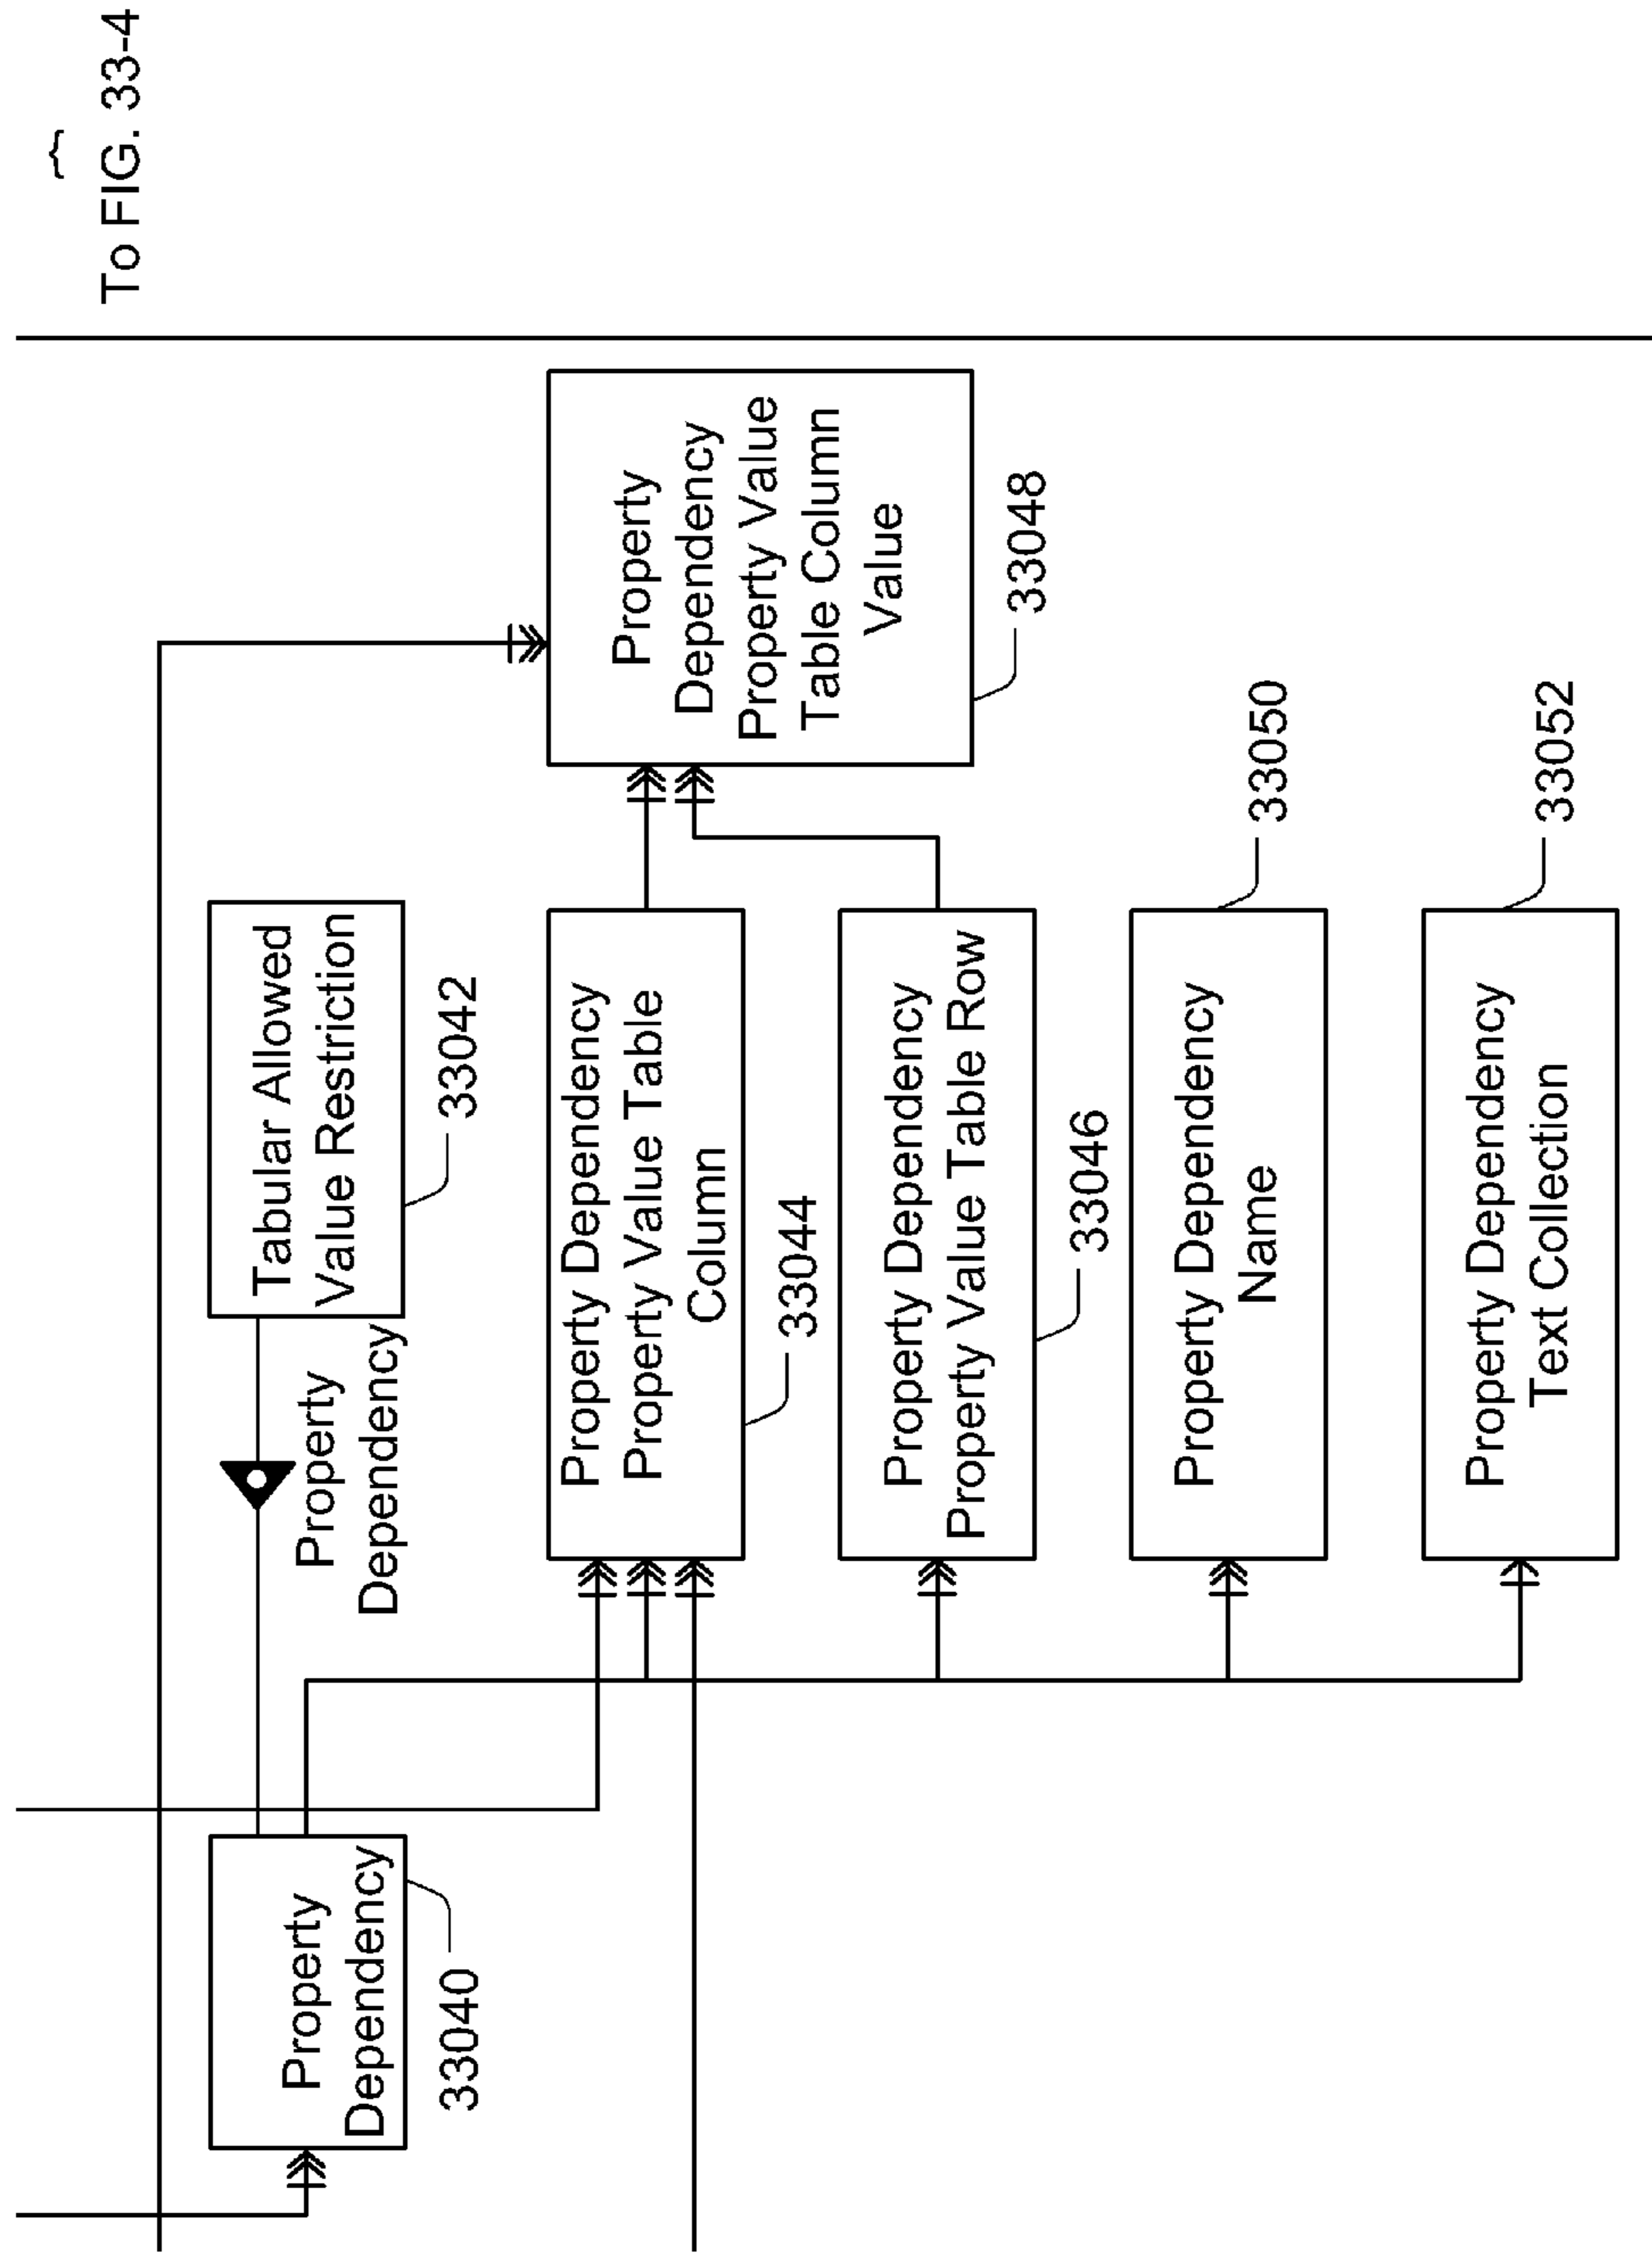 To FIG. 33-4
Property
Dependency
33040
Property
Dependency
Tabular Allowed
Value Restriction
33042
Property Dependency
Property Value Table
Column
33044
Property
Dependency
Property Value
Table Column
Value
33048
Property Dependency
Property Value Table Row
33046
Property Dependency
Name
33050
Property Dependency
Text Collection
33052